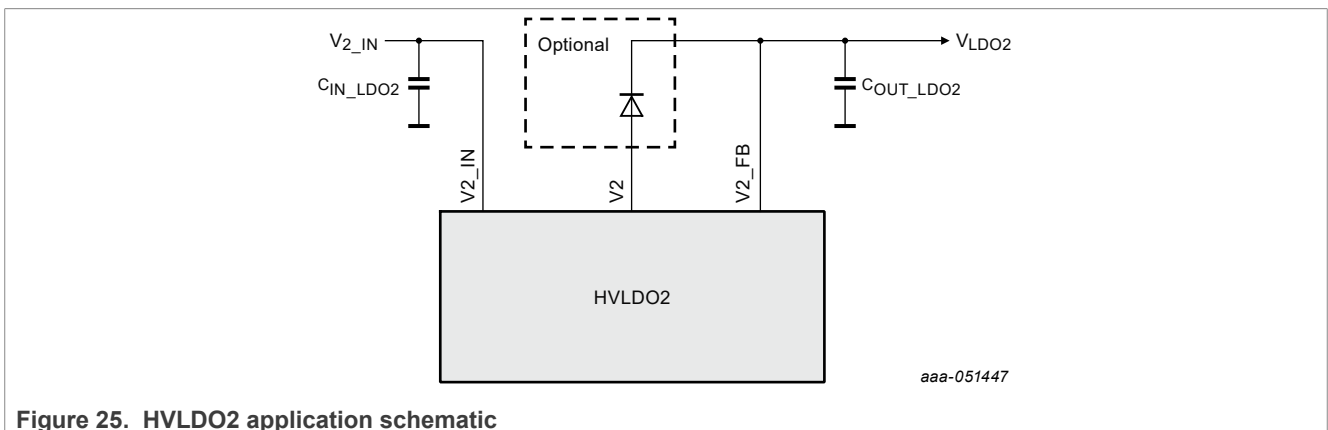 V2_IN
Optional
VLDO2
CIN_LDO2
COUT_LDO2
V2_IN
V2
V2_FB
HVLDO2
aaa-051447
Figure 25. HVLDO2 application schematic